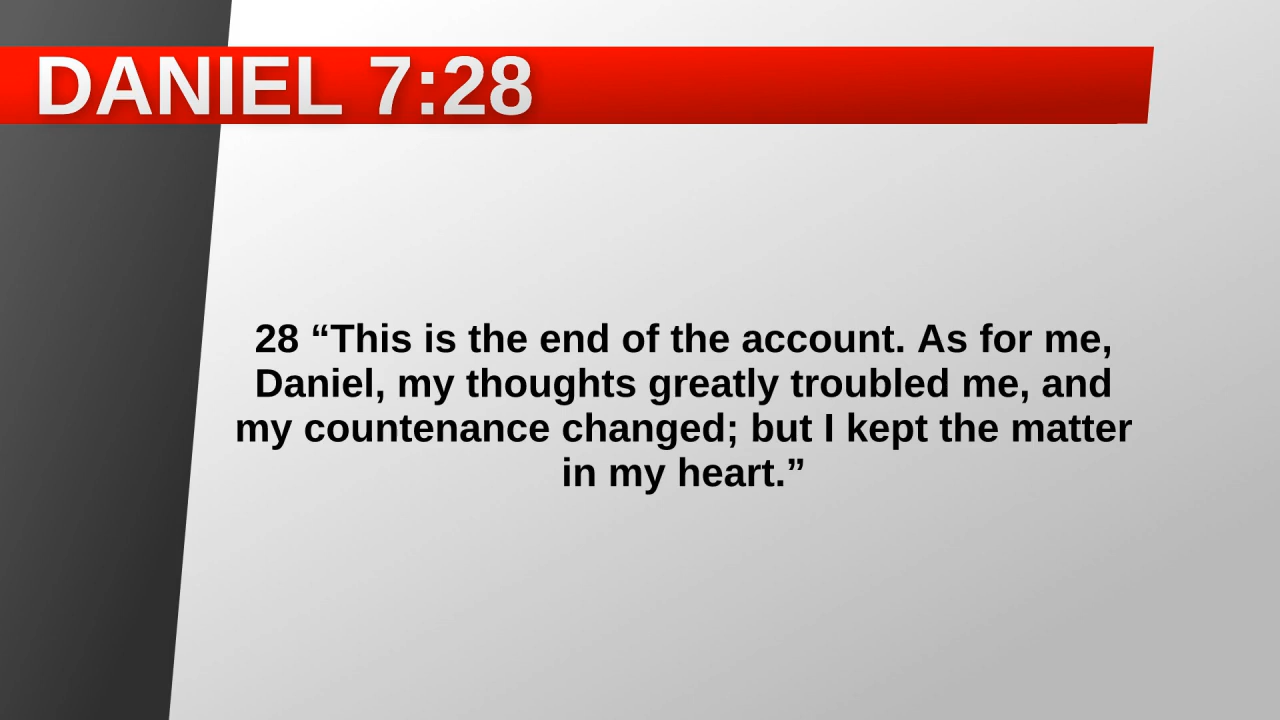 DANIEL 7:28
28 “This is the end of the account. As for me,
Daniel, my thoughts greatly troubled me, and
my countenance changed; but I kept the matter
in my heart.”